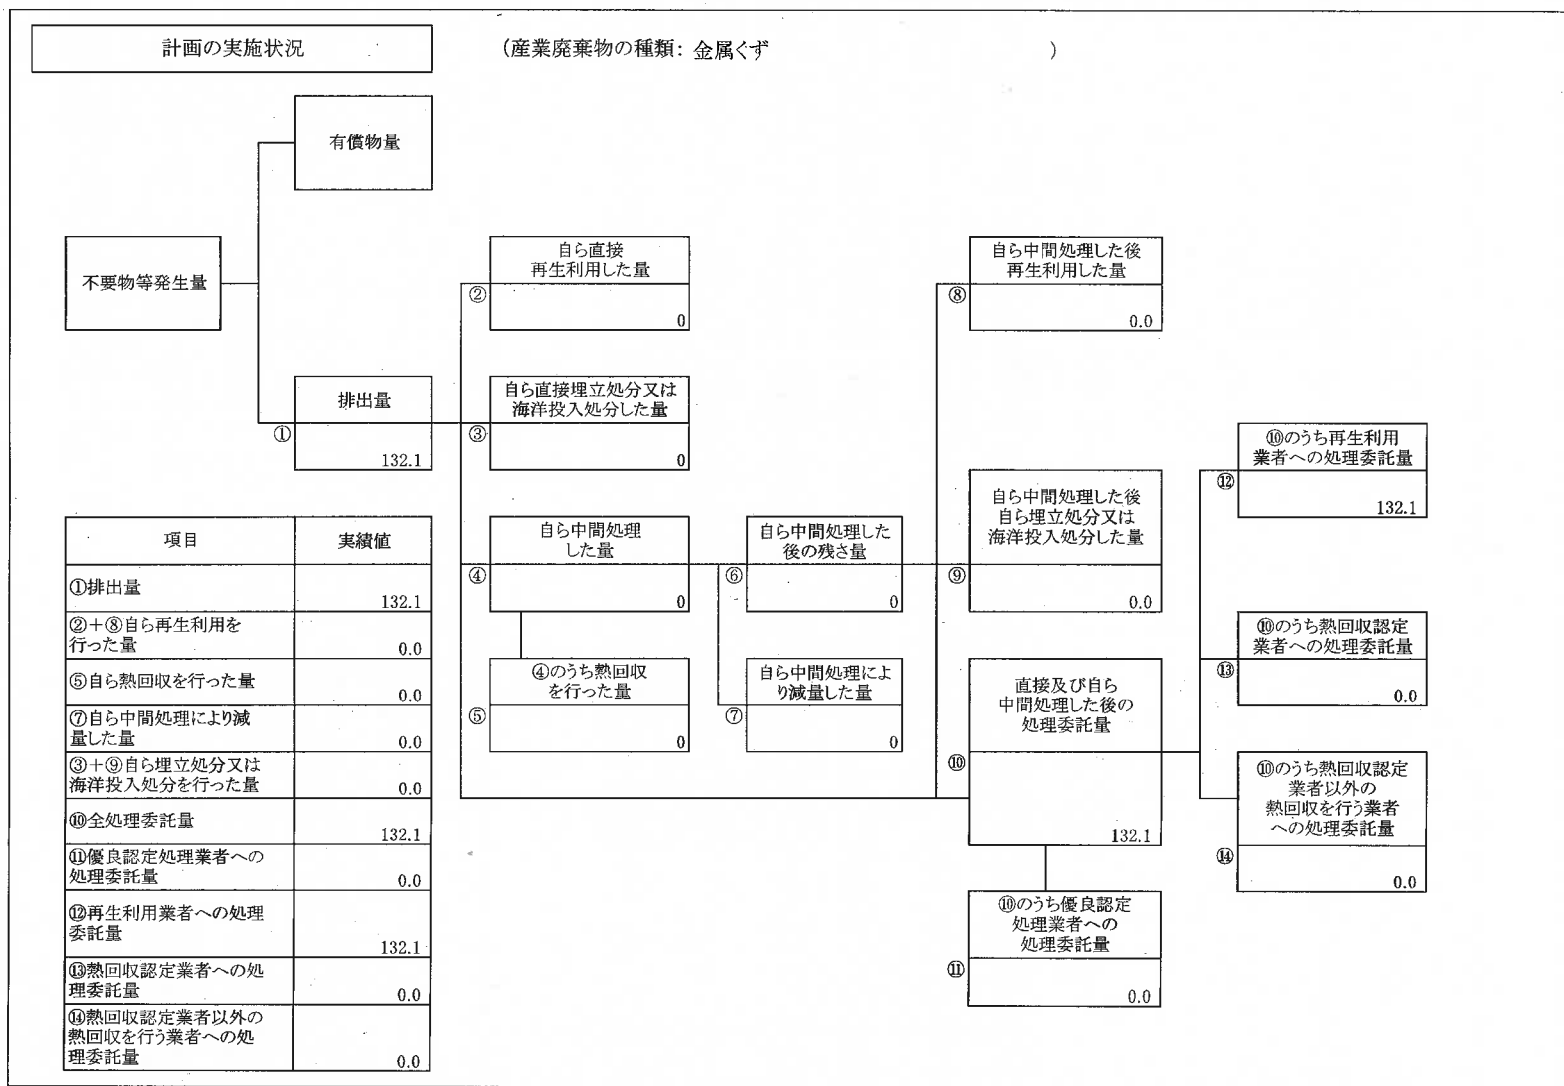 計画の実施状況
(産業廃棄物の種類: 金属くず )
有償物量
不要物等発生量
排出量
①
132.1
自ら直接
再生利用した量
②
0
自ら直接埋立処分又は
海洋投入処分した量
③
0
自ら中間処理
した量
④
0
④のうち熱回収
を行った量
⑤
0
自ら中間処理した
後の残さ量
⑥
0
自ら中間処理によ
り減量した量
⑦
0
自ら中間処理した後
再生利用した量
⑧
0.0
自ら中間処理した後
自ら埋立処分又は
海洋投入処分した量
⑨
0.0
直接及び自ら
中間処理した後の
処理委託量
⑩
132.1
⑩のうち優良認定
処理業者への
処理委託量
⑪
0.0
⑩のうち再生利用
業者への処理委託量
⑫
132.1
⑩のうち熱回収認定
業者への処理委託量
⑬
0.0
⑩のうち熱回収認定
業者以外の
熱回収を行う業者
への処理委託量
⑭
0.0
項目 実績値
①排出量
132.1
②+⑧自ら再生利用を
行った量
0.0
⑤自ら熱回収を行った量
0.0
⑦自ら中間処理により減
量した量
0.0
③+⑨自ら埋立処分又は
海洋投入処分を行った量
0.0
⑩全処理委託量
132.1
⑪優良認定処理業者への
処理委託量
0.0
⑫再生利用業者への処理
委託量
132.1
⑬熱回収認定業者への処
理委託量
0.0
⑭熱回収認定業者以外の
熱回収を行う業者への処
理委託量
0.0